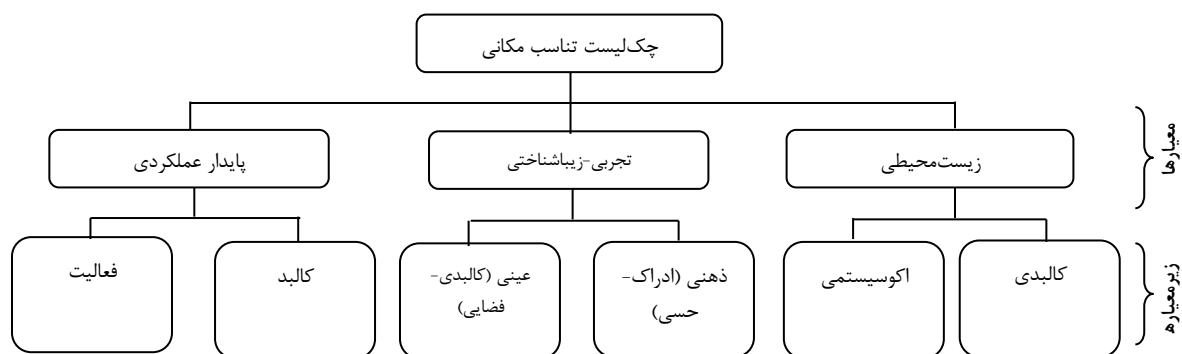 چک‌لیست تناسب مکانی
معیارها
زیست‌محیطی
تجربی-زیباشناختی
پایدار عملکردی
زیرمعیاره
کالبدی
اکوسیستمی
ذهنی (ادراک-
حسی)
عینی (کالبدی-
فضایی)
کالبد
فعالیت